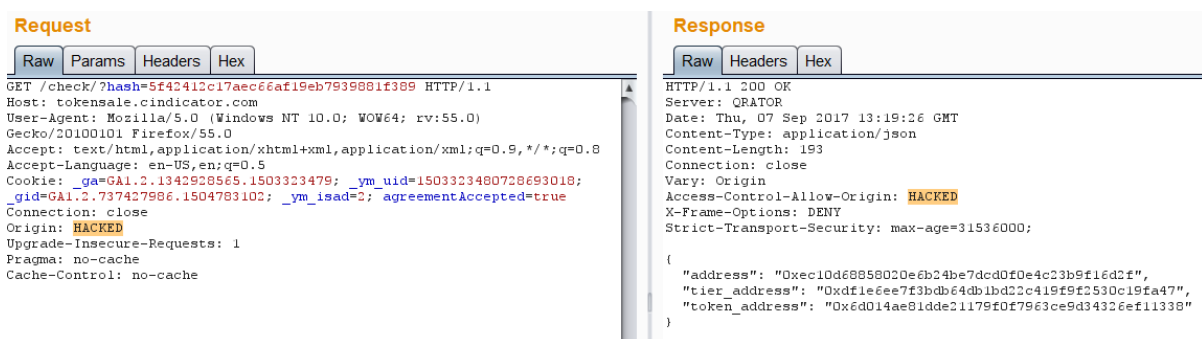 Request
Raw Params Headers Hex
GET /check/?hash=5f42412c17aec66af19eb7939881f389 HTTP/1.1
Host: tokensale.cindicator.com
User-Agent: Mozilla/5.0 (Windows NT 10.0; WOW64; rv:55.0)
Gecko/20100101 Firefox/55.0
Accept: text/html,application/xhtml+xml,application/xml;q=0.9,*/*;q=0.8
Accept-Language: en-US,en;q=0.5
Cookie: _ga=GA1.2.1342928565.1503323479; _ym_uid=1503323480728693018;
_gid=GA1.2.737427986.1504783102; _ym_isad=2; agreementAccepted=true
Connection: close
Origin: HACKED
Upgrade-Insecure-Requests: 1
Pragma: no-cache
Cache-Control: no-cache
Response
Raw Headers Hex
HTTP/1.1 200 OK
Server: QRATOR
Date: Thu, 07 Sep 2017 13:19:26 GMT
Content-Type: application/json
Content-Length: 193
Connection: close
Vary: Origin
Access-Control-Allow-Origin: HACKED
X-Frame-Options: DENY
Strict-Transport-Security: max-age=31536000;
{
"address": "0xec10d68858020e6b24be7dcd0f0e4c23b9f16d2f",
"tier_address": "0xdf1e6ee7f3bdb64db1bd22c419f9f2530c19fa47",
"token_address": "0x6d014ae81dde21179f0f7963ce9d34326ef11338"
}